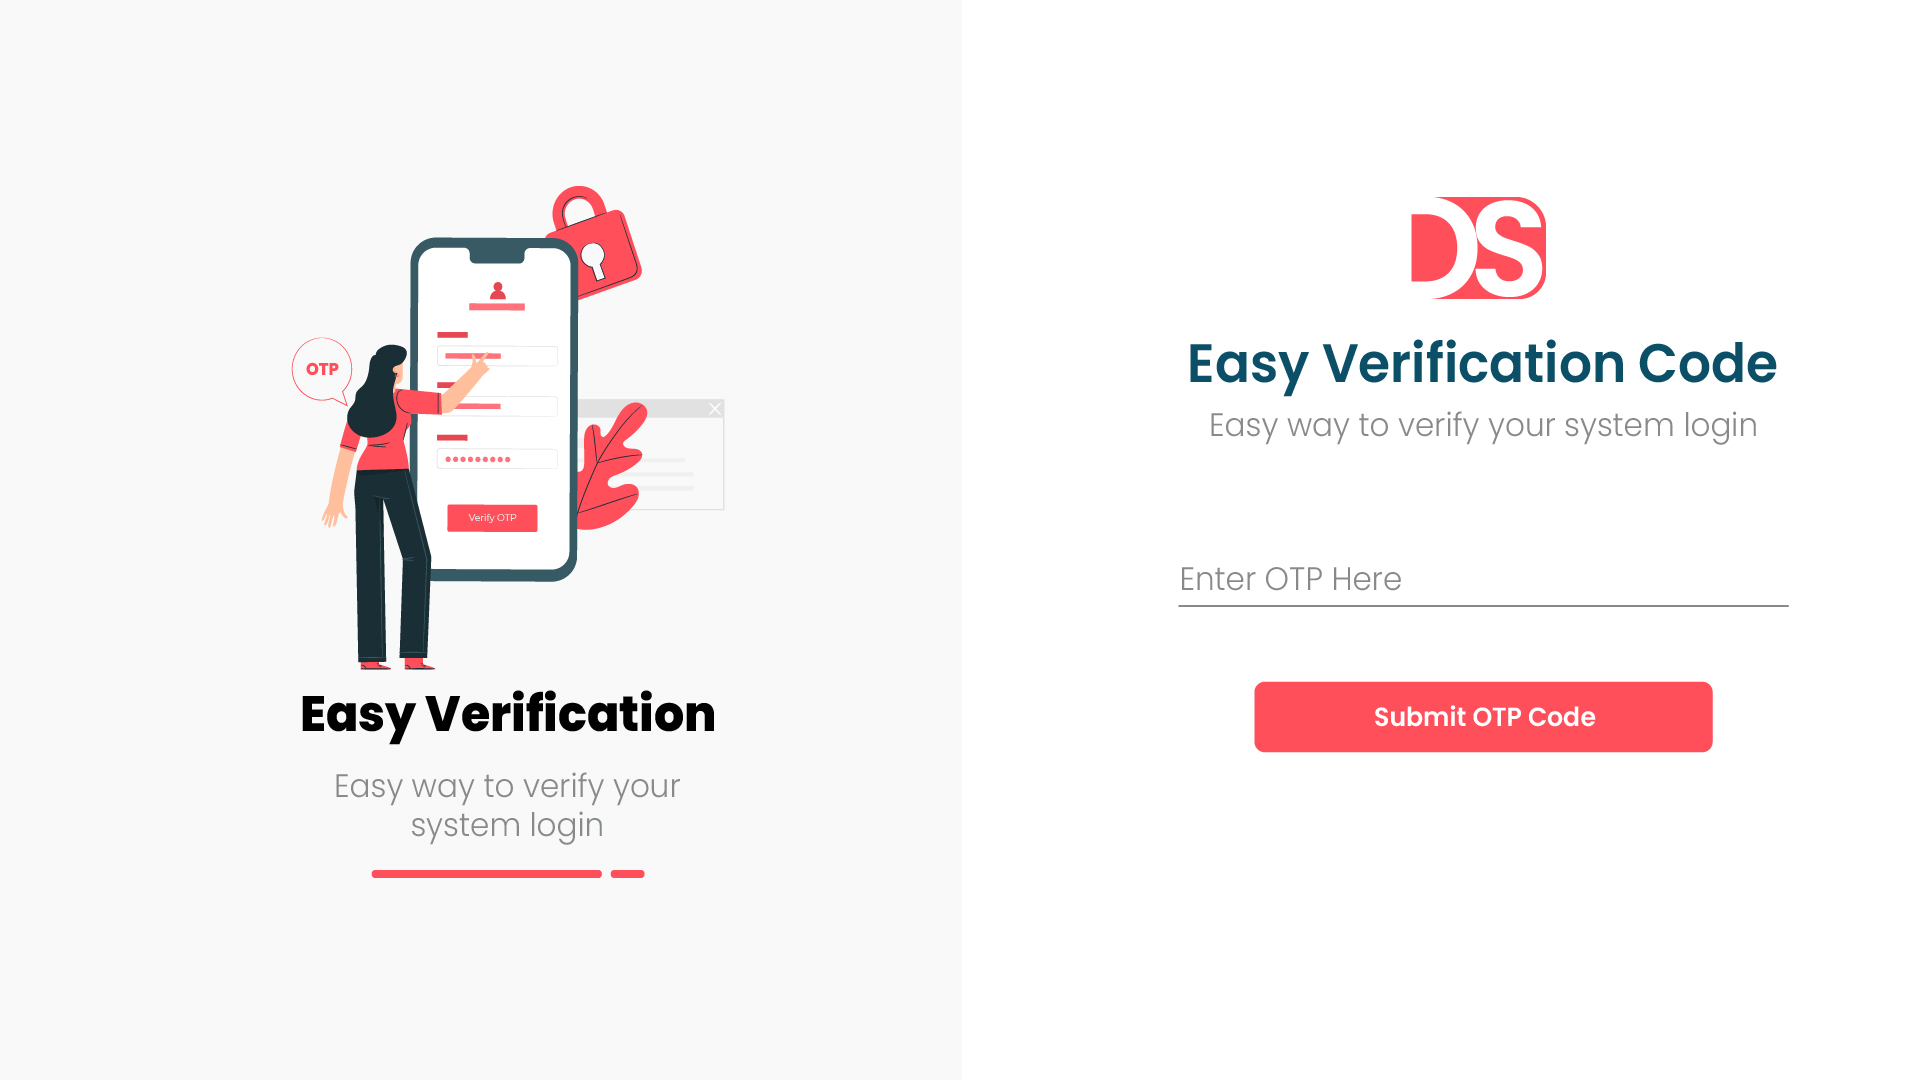 OTP
Verify OTP
Easy Verification
Easy way to verify your
system login
DS
Easy Verification Code
Easy way to verify your system login
Enter OTP Here
Submit OTP Code